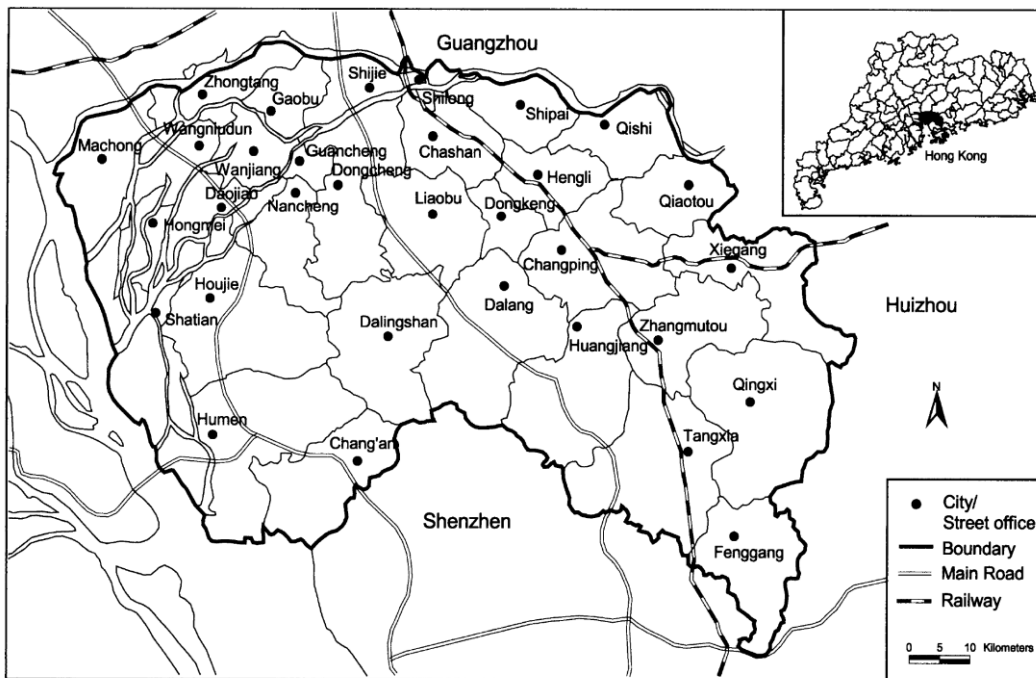 Guangzhou
Zhongtang
Shijie
Gaobu
Shilong
Shipai
Qishi
Wangniudun
Machong
Wanjiang
Guancheng
Chashan
Dongcheng
Hengli
Daojiao
Nancheng
Liaobu
Dongkeng
Qiaotou
Hongmei
Changping
Xiegang
Houjie
Dalang
Huizhou
Shatian
Dalingshan
Huangjiang
Zhangmutou
Qingxi
Humen
Chang'an
Tangxia
Shenzhen
Fenggang
Hong Kong
N
City/
Street office
Boundary
Main Road
Railway
0 5 10 Kilometers